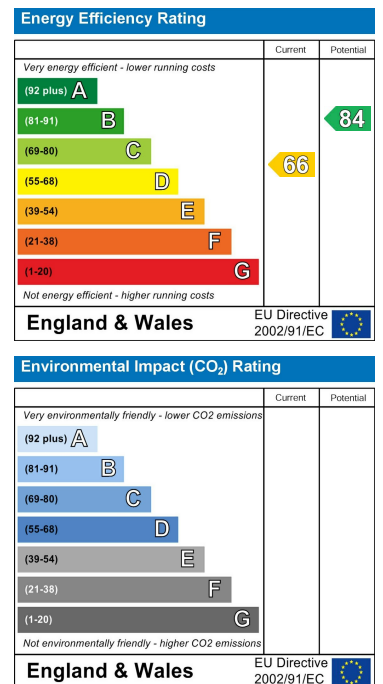 Energy Efficiency Rating
Current Potential
Very energy efficient - lower running costs
(92 plus) A
(81-91) B
84
(69-80) C
66
(55-68) D
(39-54) E
(21-38) F
(1-20) G
Not energy efficient - higher running costs
England & Wales
EU Directive
2002/91/EC
Environmental Impact (CO₂) Rating
Current Potential
Very environmentally friendly - lower CO2 emissions
(92 plus) A
(81-91) B
(69-80) C
(55-68) D
(39-54) E
(21-38) F
(1-20) G
Not environmentally friendly - higher CO2 emissions
England & Wales
EU Directive
2002/91/EC